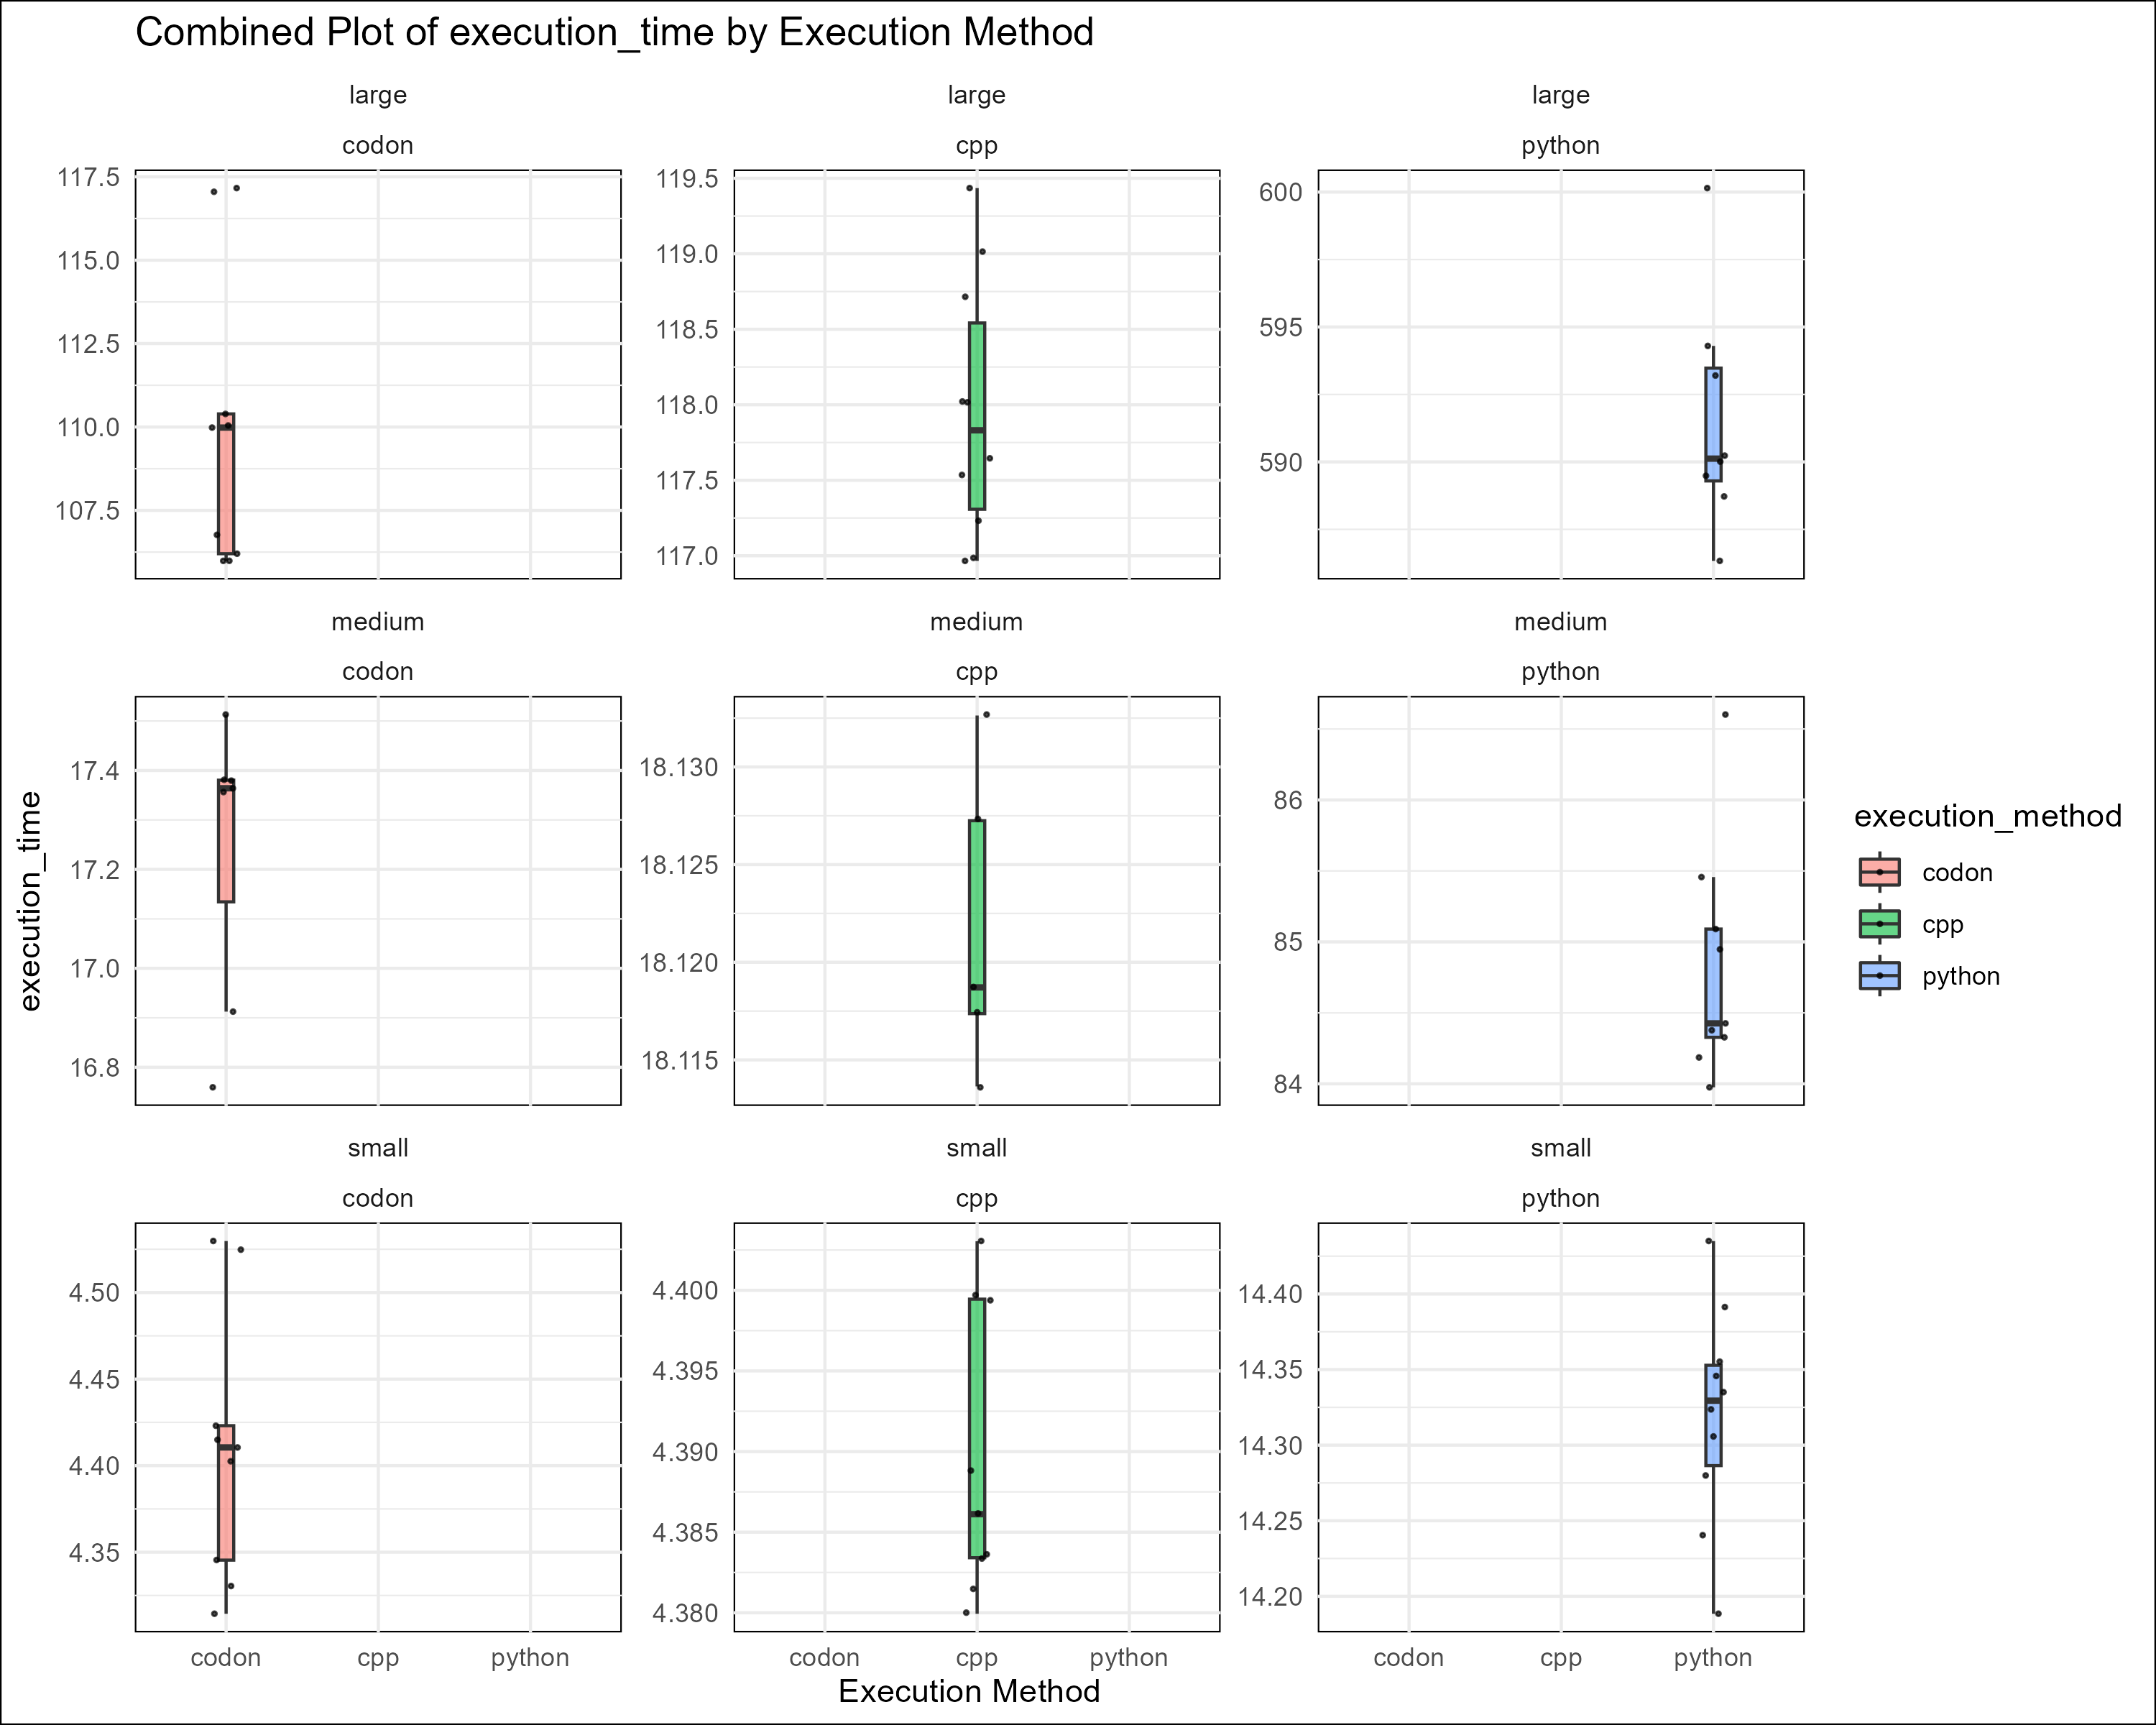 Combined Plot of execution_time by Execution Method
large
codon
large
cpp
large
python
117.5
115.0
112.5
110.0
107.5
119.5
119.0
118.5
118.0
117.5
117.0
600
595
590
medium
codon
medium
cpp
medium
python
17.4
17.2
17.0
16.8
18.130
18.125
18.120
18.115
86
85
84
small
codon
small
cpp
small
python
4.50
4.45
4.40
4.35
4.400
4.395
4.390
4.385
4.380
14.40
14.35
14.30
14.25
14.20
codon cpp python
codon cpp python
codon cpp python
Execution Method
execution_time
execution_method
codon
cpp
python